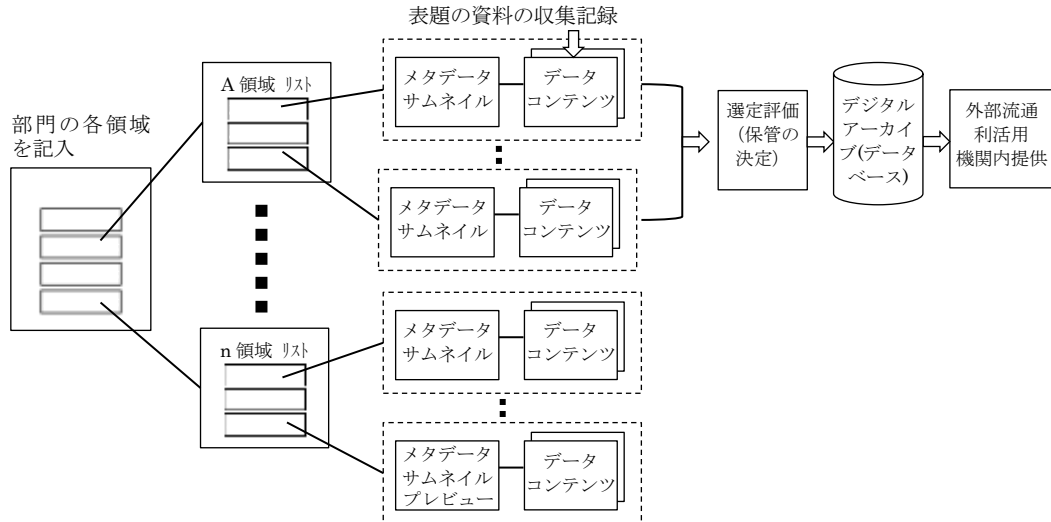 表題の資料の収集記録
部門の各領域
を記入
A 領域 リスト
メタデータ
サムネイル
データ
コンテンツ
メタデータ
サムネイル
データ
コンテンツ
n 領域 リスト
メタデータ
サムネイル
データ
コンテンツ
メタデータ
サムネイル
プレビュー
データ
コンテンツ
選定評価
（保管の
決定）
デジタル
アーカイ
ブ(データ
ベース)
外部流通
利活用
機関内提供